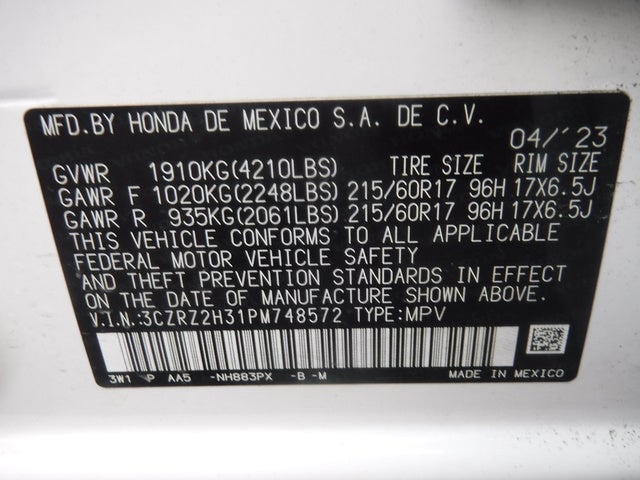 MFD.BY HONDA DE MEXICO S.A. DE C.V.
04/'23
GVWR 1910KG(4210LBS) TIRE SIZE RIM SIZE
GAWR F 1020KG(2248LBS) 215/60R17 96H 17X6.5J
GAWR R 935KG(2061LBS) 215/60R17 96H 17X6.5J
THIS VEHICLE CONFORMS TO ALL APPLICABLE
FEDERAL MOTOR VEHICLE SAFETY
AND THEFT PREVENTION STANDARDS IN EFFECT
ON THE DATE OF MANUFACTURE SHOWN ABOVE.
V.I.N.:3CZRZ2H31PM748572 TYPE:MPV
3W1 P AA5 -NH883PX -B -M MADE IN MEXICO